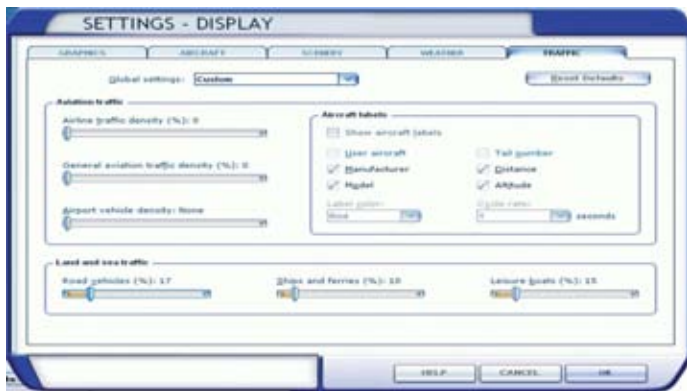 SETTINGS - DISPLAY
GRAPHICS AIRCRAFT SCENERY WEATHER TRAFFIC
Global settings: Custom Reset Defaults
Aviation traffic
Airline traffic density (%): 0
General aviation traffic density (%): 0
Airport vehicle density: None
Aircraft labels
Show aircraft labels
User aircraft Tail number
Manufacturer Distance
Model Altitude
Label color: Cycle rate:
seconds
Land and sea traffic
Road vehicles (%): 17 Ships and ferries (%): 10 Leisure boats (%): 15
HELP CANCEL OK